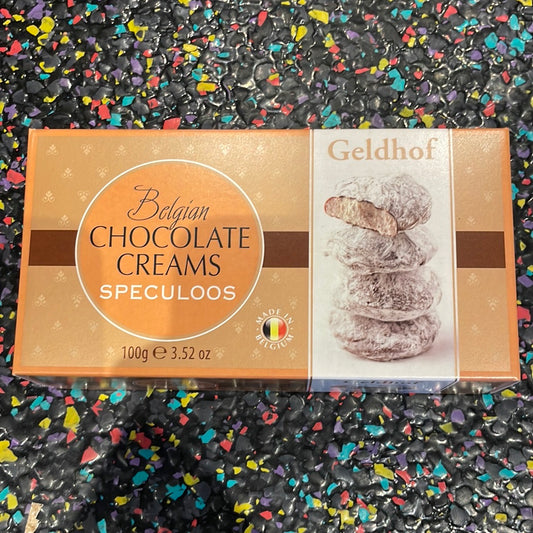 Belgian
CHOCOLATE
CREAMS
SPECULOOS
100g e 3.52 oz
MADE IN
BELGIUM
Geldhof